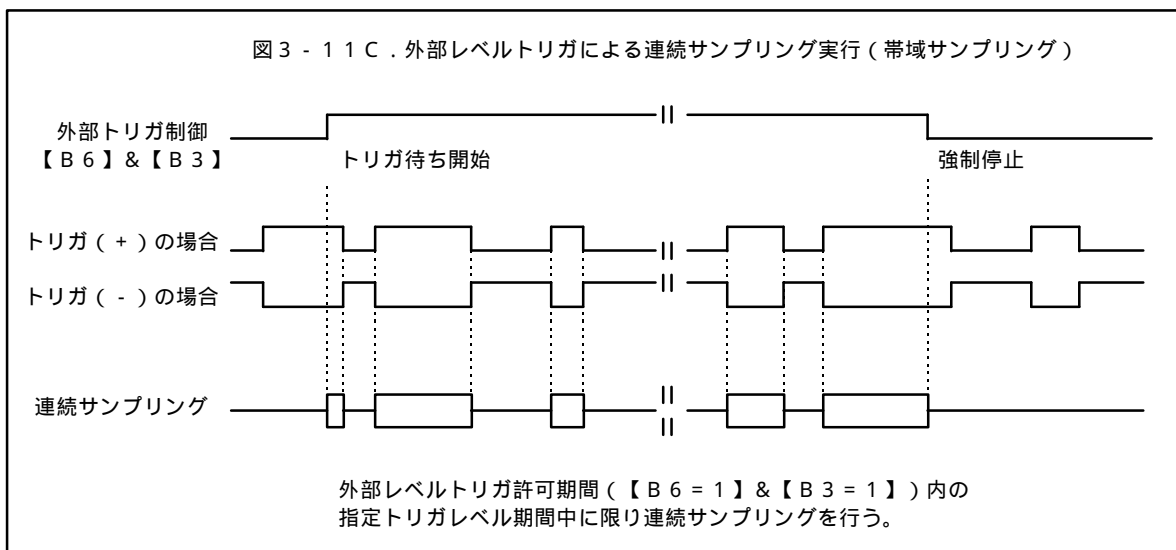 図3-11C.外部レベルトリガによる連続サンプリング実行(帯域サンプリング)
外部トリガ制御
【B6】&【B3】
トリガ待ち開始
強制停止
トリガ(+)の場合
トリガ(-)の場合
連続サンプリング
外部レベルトリガ許可期間(【B6=1】&【B3=1】)内の
指定トリガレベル期間中に限り連続サンプリングを行う。